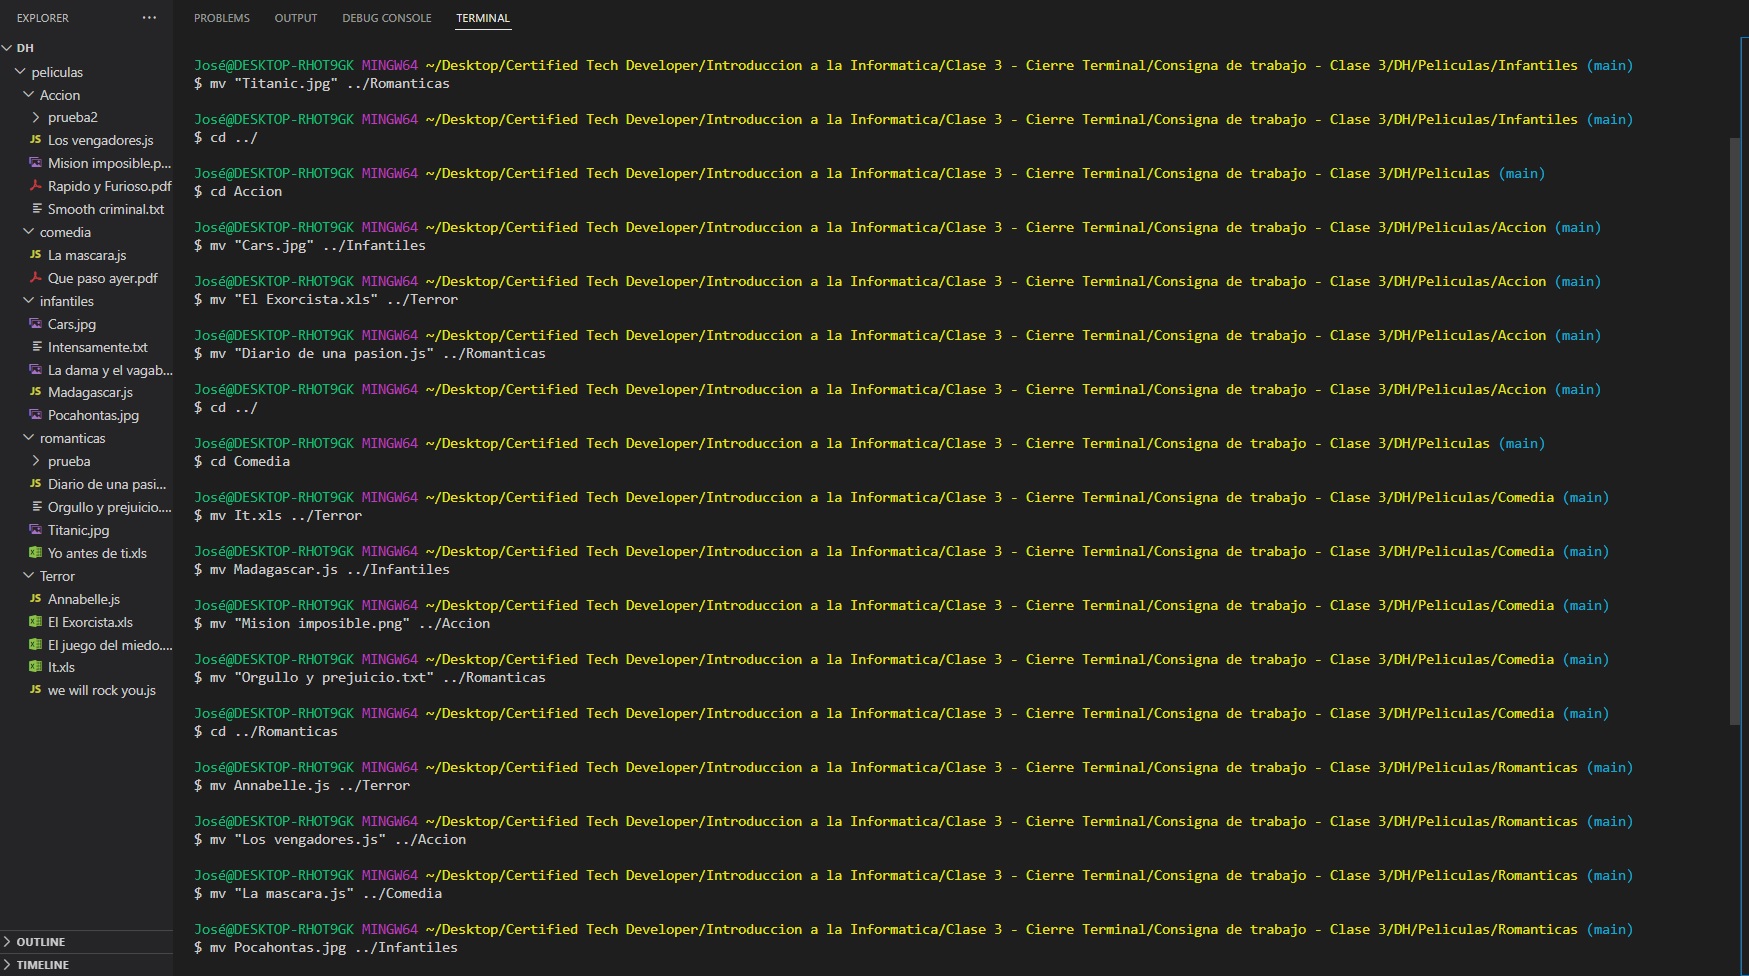 EXPLORER
···
DH
peliculas
Accion
prueba2
Los vengadores.js
Mision imposible.p...
Rapido y Furioso.pdf
Smooth criminal.txt
comedia
La mascara.js
Que paso ayer.pdf
infantiles
Cars.jpg
Intensamente.txt
La dama y el vagab...
Madagascar.js
Pocahontas.jpg
romanticas
prueba
Diario de una pasi...
Orgullo y prejuicio....
Titanic.jpg
Yo antes de ti.xls
Terror
Annabelle.js
El Exorcista.xls
El juego del miedo....
It.xls
we will rock you.js
OUTLINE
TIMELINE
PROBLEMS OUTPUT DEBUG CONSOLE TERMINAL
José@DESKTOP-RHOT9GK MINGW64 ~/Desktop/Certified Tech Developer/Introduccion a la Informatica/Clase 3 - Cierre Terminal/Consigna de trabajo - Clase 3/DH/Peliculas/Infantiles (main)
$ mv "Titanic.jpg" ../Romanticas
José@DESKTOP-RHOT9GK MINGW64 ~/Desktop/Certified Tech Developer/Introduccion a la Informatica/Clase 3 - Cierre Terminal/Consigna de trabajo - Clase 3/DH/Peliculas/Infantiles (main)
$ cd ../
José@DESKTOP-RHOT9GK MINGW64 ~/Desktop/Certified Tech Developer/Introduccion a la Informatica/Clase 3 - Cierre Terminal/Consigna de trabajo - Clase 3/DH/Peliculas (main)
$ cd Accion
José@DESKTOP-RHOT9GK MINGW64 ~/Desktop/Certified Tech Developer/Introduccion a la Informatica/Clase 3 - Cierre Terminal/Consigna de trabajo - Clase 3/DH/Peliculas/Accion (main)
$ mv "Cars.jpg" ../Infantiles
José@DESKTOP-RHOT9GK MINGW64 ~/Desktop/Certified Tech Developer/Introduccion a la Informatica/Clase 3 - Cierre Terminal/Consigna de trabajo - Clase 3/DH/Peliculas/Accion (main)
$ mv "El Exorcista.xls" ../Terror
José@DESKTOP-RHOT9GK MINGW64 ~/Desktop/Certified Tech Developer/Introduccion a la Informatica/Clase 3 - Cierre Terminal/Consigna de trabajo - Clase 3/DH/Peliculas/Accion (main)
$ mv "Diario de una pasion.js" ../Romanticas
José@DESKTOP-RHOT9GK MINGW64 ~/Desktop/Certified Tech Developer/Introduccion a la Informatica/Clase 3 - Cierre Terminal/Consigna de trabajo - Clase 3/DH/Peliculas/Accion (main)
$ cd ../
José@DESKTOP-RHOT9GK MINGW64 ~/Desktop/Certified Tech Developer/Introduccion a la Informatica/Clase 3 - Cierre Terminal/Consigna de trabajo - Clase 3/DH/Peliculas (main)
$ cd Comedia
José@DESKTOP-RHOT9GK MINGW64 ~/Desktop/Certified Tech Developer/Introduccion a la Informatica/Clase 3 - Cierre Terminal/Consigna de trabajo - Clase 3/DH/Peliculas/Comedia (main)
$ mv It.xls ../Terror
José@DESKTOP-RHOT9GK MINGW64 ~/Desktop/Certified Tech Developer/Introduccion a la Informatica/Clase 3 - Cierre Terminal/Consigna de trabajo - Clase 3/DH/Peliculas/Comedia (main)
$ mv Madagascar.js ../Infantiles
José@DESKTOP-RHOT9GK MINGW64 ~/Desktop/Certified Tech Developer/Introduccion a la Informatica/Clase 3 - Cierre Terminal/Consigna de trabajo - Clase 3/DH/Peliculas/Comedia (main)
$ mv "Mision imposible.png" ../Accion
José@DESKTOP-RHOT9GK MINGW64 ~/Desktop/Certified Tech Developer/Introduccion a la Informatica/Clase 3 - Cierre Terminal/Consigna de trabajo - Clase 3/DH/Peliculas/Comedia (main)
$ mv "Orgullo y prejuicio.txt" ../Romanticas
José@DESKTOP-RHOT9GK MINGW64 ~/Desktop/Certified Tech Developer/Introduccion a la Informatica/Clase 3 - Cierre Terminal/Consigna de trabajo - Clase 3/DH/Peliculas/Comedia (main)
$ cd ../Romanticas
José@DESKTOP-RHOT9GK MINGW64 ~/Desktop/Certified Tech Developer/Introduccion a la Informatica/Clase 3 - Cierre Terminal/Consigna de trabajo - Clase 3/DH/Peliculas/Romanticas (main)
$ mv Annabelle.js ../Terror
José@DESKTOP-RHOT9GK MINGW64 ~/Desktop/Certified Tech Developer/Introduccion a la Informatica/Clase 3 - Cierre Terminal/Consigna de trabajo - Clase 3/DH/Peliculas/Romanticas (main)
$ mv "Los vengadores.js" ../Accion
José@DESKTOP-RHOT9GK MINGW64 ~/Desktop/Certified Tech Developer/Introduccion a la Informatica/Clase 3 - Cierre Terminal/Consigna de trabajo - Clase 3/DH/Peliculas/Romanticas (main)
$ mv "La mascara.js" ../Comedia
José@DESKTOP-RHOT9GK MINGW64 ~/Desktop/Certified Tech Developer/Introduccion a la Informatica/Clase 3 - Cierre Terminal/Consigna de trabajo - Clase 3/DH/Peliculas/Romanticas (main)
$ mv Pocahontas.jpg ../Infantiles